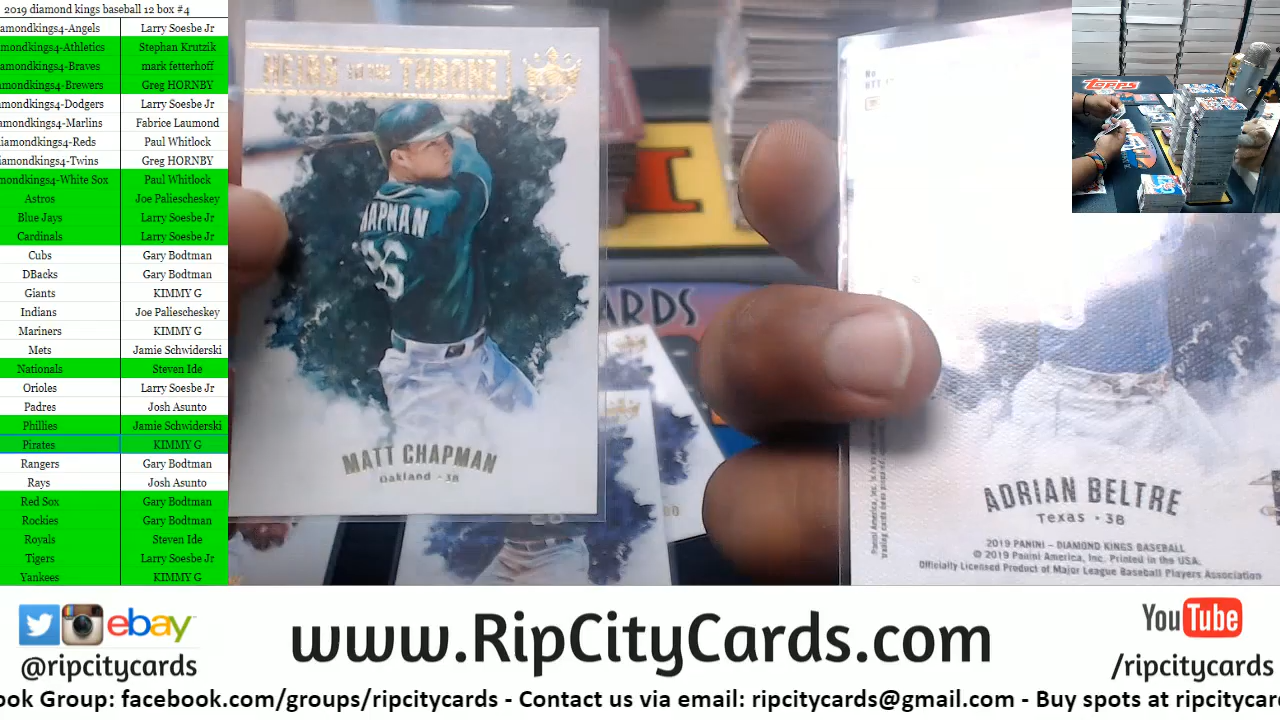 2019 diamond kings baseball 12 box #4
amondkings4-Angels Larry Soesbe Jr
mondkings4-Athletics Stephan Krutzik
amondkings4-Braves mark fetterhoff
amondkings4-Brewers Greg HORNBY
amondkings4-Dodgers Larry Soesbe Jr
amondkings4-Marlins Fabrice Laumond
iamondkings4-Reds Paul Whitlock
iamondkings4-Twins Greg HORNBY
mondkings4-White Sox Paul Whitlock
Astros Joe Paliescheskey
Blue Jays Larry Soesbe Jr
Cardinals Larry Soesbe Jr
Cubs Gary Bodtman
DBacks Gary Bodtman
Giants KIMMY G
Indians Joe Paliescheskey
Mariners KIMMY G
Mets Jamie Schwiderski
Nationals Steven Ide
Orioles Larry Soesbe Jr
Padres Josh Asunto
Phillies Jamie Schwiderski
Pirates KIMMY G
Rangers Gary Bodtman
Rays Josh Asunto
Red Sox Gary Bodtman
Rockies Gary Bodtman
Royals Steven Ide
Tigers Larry Soesbe Jr
Yankees KIMMY G
HEIRS TO THE THRONE
HAPMAN
26
MATT CHAPMAN
Oakland • 3B
ARDS
Topps
ADRIAN BELTRE
Texas • 3B
2019 PANINI – DIAMOND KINGS BASEBALL
© 2019 Panini America, Inc. Printed in the USA.
Officially Licensed Product of Major League Baseball Players Association
ebay
@ripcitycards
www.RipCityCards.com
YouTube
/ripcitycards
ook Group: facebook.com/groups/ripcitycards - Contact us via email: ripcitycards@gmail.com - Buy spots at ripcitycar